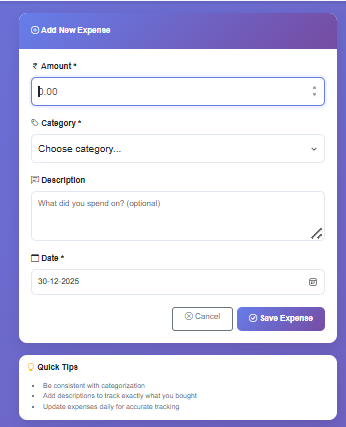 Add New Expense
₹ Amount *
0.00
Category *
Choose category...
Description
What did you spend on? (optional)
Date *
30-12-2025
Cancel
Save Expense
Quick Tips
• Be consistent with categorization
• Add descriptions to track exactly what you bought
• Update expenses daily for accurate tracking